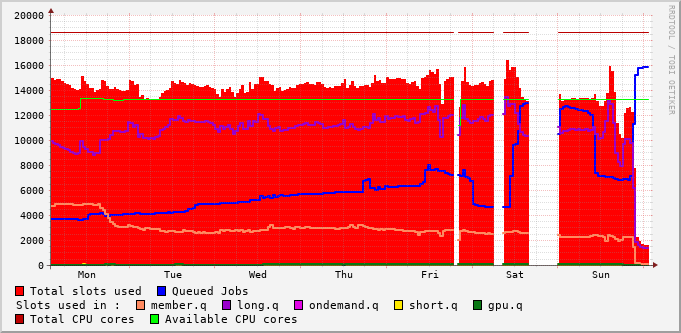 RRDTOOL / TOBI OETIKER
20000
18000
16000
14000
12000
10000
8000
6000
4000
2000
0
Mon Tue Wed Thu Fri Sat Sun
Total slots used Queued Jobs
Slots used in : member.q long.q ondemand.q short.q gpu.q
Total CPU cores Available CPU cores